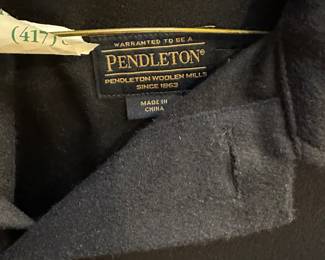 (417)
WARRANTED TO BE A
PENDLETON®
PENDLETON WOOLEN MILLS
SINCE 1863
MADE IN
CHINA